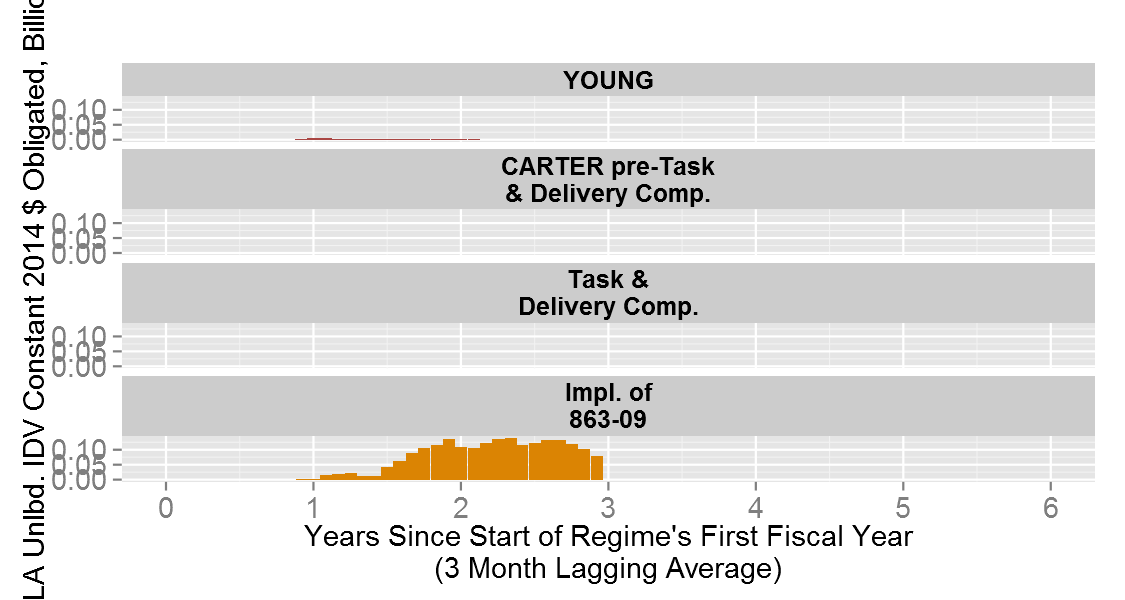 LA Unlbd. IDV Constant 2014 $ Obligated, Billio
YOUNG
0.10
0.05
0.00
CARTER pre-Task
& Delivery Comp.
0.10
0.05
0.00
Task &
Delivery Comp.
0.10
0.05
0.00
Impl. of
863-09
0.10
0.05
0.00
0 1 2 3 4 5 6
Years Since Start of Regime's First Fiscal Year
(3 Month Lagging Average)